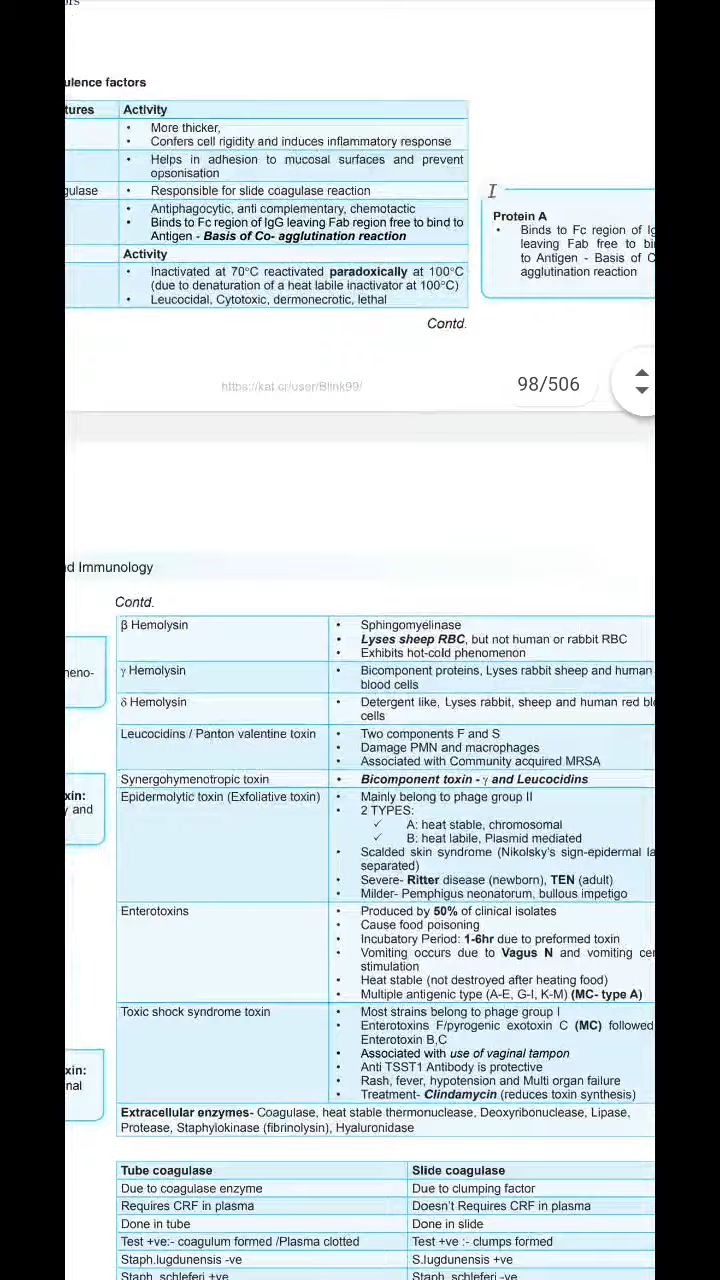 ulence factors
tures Activity
• More thicker,
• Confers cell rigidity and induces inflammatory response
• Helps in adhesion to mucosal surfaces and prevent
opsonisation
gulase • Responsible for slide coagulase reaction
• Antiphagocytic, anti complementary, chemotactic
• Binds to Fc region of IgG leaving Fab region free to bind to
Antigen - Basis of Co- agglutination reaction
Activity
• Inactivated at 70°C reactivated paradoxically at 100°C
(due to denaturation of a heat labile inactivator at 100°C)
• Leucocidal, Cytotoxic, dermonecrotic, lethal
Contd.
Protein A
• Binds to Fc region of Ig
leaving Fab free to bi
to Antigen - Basis of C
agglutination reaction
https://kat.cr/user/Blink99/
98/506
nd Immunology
Contd.
heno-
xin:
y and
xin:
nal
β Hemolysin • Sphingomyelinase
• Lyses sheep RBC, but not human or rabbit RBC
• Exhibits hot-cold phenomenon
γ Hemolysin • Bicomponent proteins, Lyses rabbit sheep and human
blood cells
δ Hemolysin • Detergent like, Lyses rabbit, sheep and human red blo
cells
Leucocidins / Panton valentine toxin • Two components F and S
• Damage PMN and macrophages
• Associated with Community acquired MRSA
Synergohymenotropic toxin • Bicomponent toxin - γ and Leucocidins
Epidermolytic toxin (Exfoliative toxin) • Mainly belong to phage group II
• 2 TYPES:
✓ A: heat stable, chromosomal
✓ B: heat labile, Plasmid mediated
• Scalded skin syndrome (Nikolsky's sign-epidermal la
separated)
• Severe- Ritter disease (newborn), TEN (adult)
• Milder- Pemphigus neonatorum, bullous impetigo
Enterotoxins • Produced by 50% of clinical isolates
• Cause food poisoning
• Incubatory Period: 1-6hr due to preformed toxin
• Vomiting occurs due to Vagus N and vomiting cen
stimulation
• Heat stable (not destroyed after heating food)
• Multiple antigenic type (A-E, G-I, K-M) (MC- type A)
Toxic shock syndrome toxin • Most strains belong to phage group I
• Enterotoxins F/pyrogenic exotoxin C (MC) followed
Enterotoxin B,C
• Associated with use of vaginal tampon
• Anti TSST1 Antibody is protective
• Rash, fever, hypotension and Multi organ failure
• Treatment- Clindamycin (reduces toxin synthesis)
Extracellular enzymes- Coagulase, heat stable thermonuclease, Deoxyribonuclease, Lipase,
Protease, Staphylokinase (fibrinolysin), Hyaluronidase
Tube coagulase Slide coagulase
Due to coagulase enzyme Due to clumping factor
Requires CRF in plasma Doesn't Requires CRF in plasma
Done in tube Done in slide
Test +ve:- coagulum formed /Plasma clotted Test +ve :- clumps formed
Staph.lugdunensis -ve S.lugdunensis +ve
Staph. schleferi +ve Staph. schleferi -ve